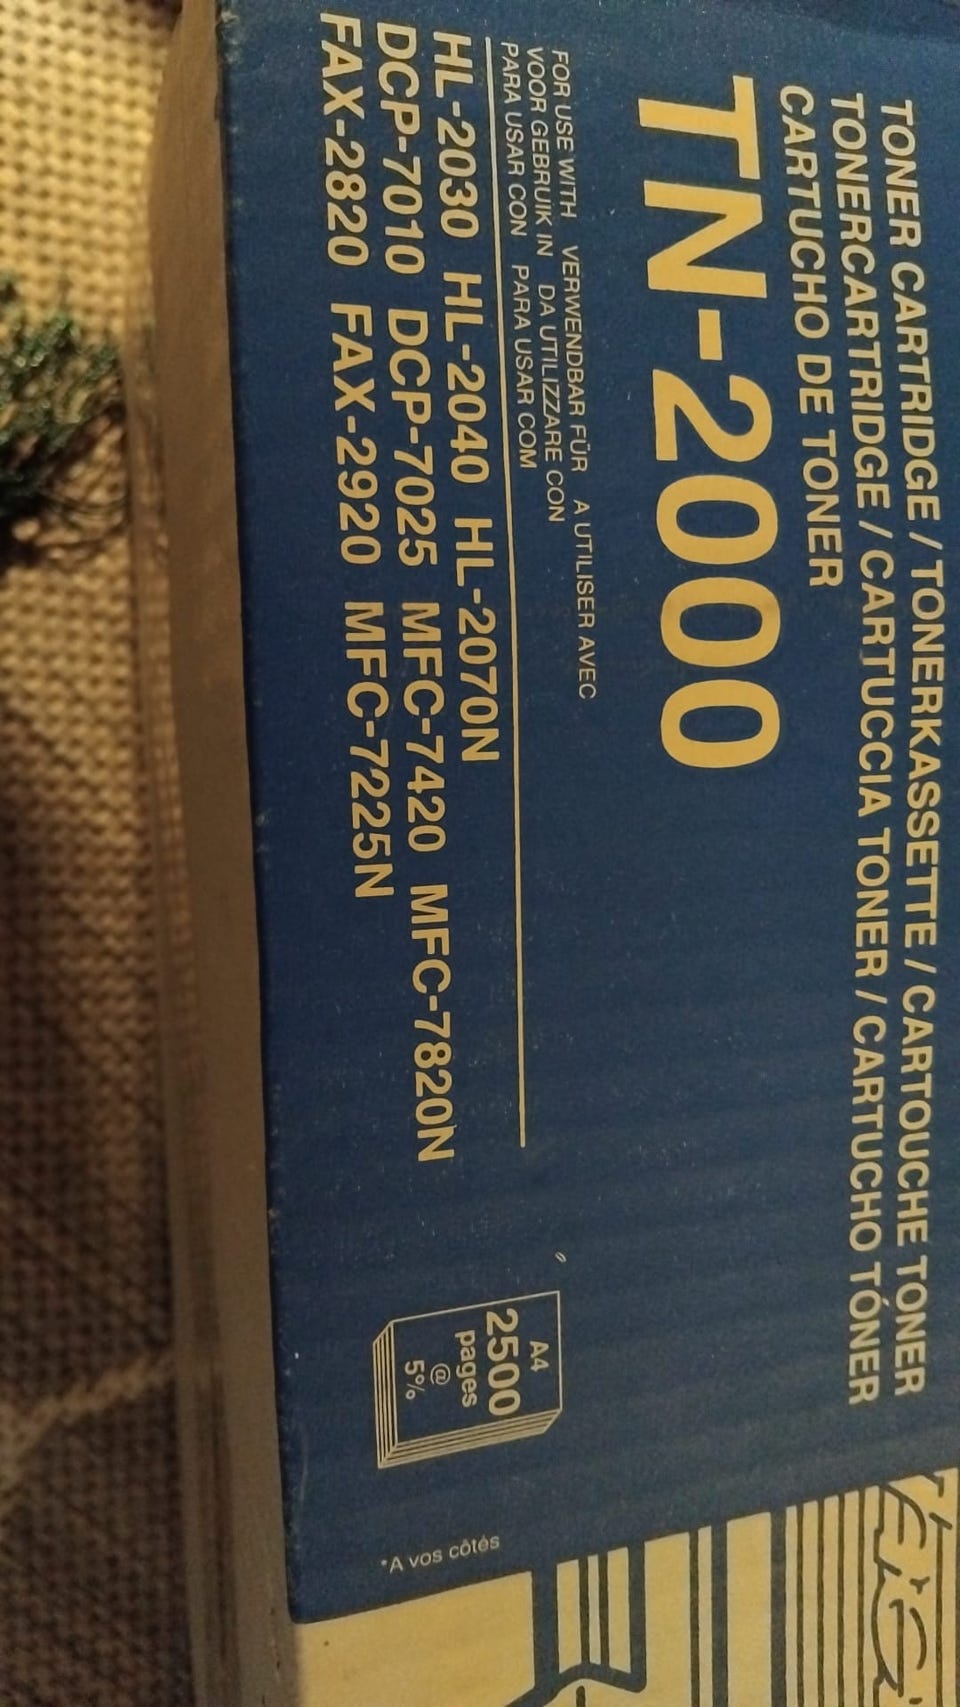 TONER CARTRIDGE / TONERKASSETTE / CARTOUCHE TONER
TONERCARTRIDGE / CARTUCCIA TONER / CARTUCHO TÓNER
CARTUCHO DE TONER
TN-2000
FOR USE WITH VERWENDBAR FÜR A UTILISER AVEC
VOOR GEBRUIK IN DA UTILIZZARE CON
PARA USAR CON PARA USAR COM
HL-2030 HL-2040 HL-2070N
DCP-7010 DCP-7025 MFC-7420 MFC-7820N
FAX-2820 FAX-2920 MFC-7225N
A4
2500
pages
@
5%
*A vos côtés